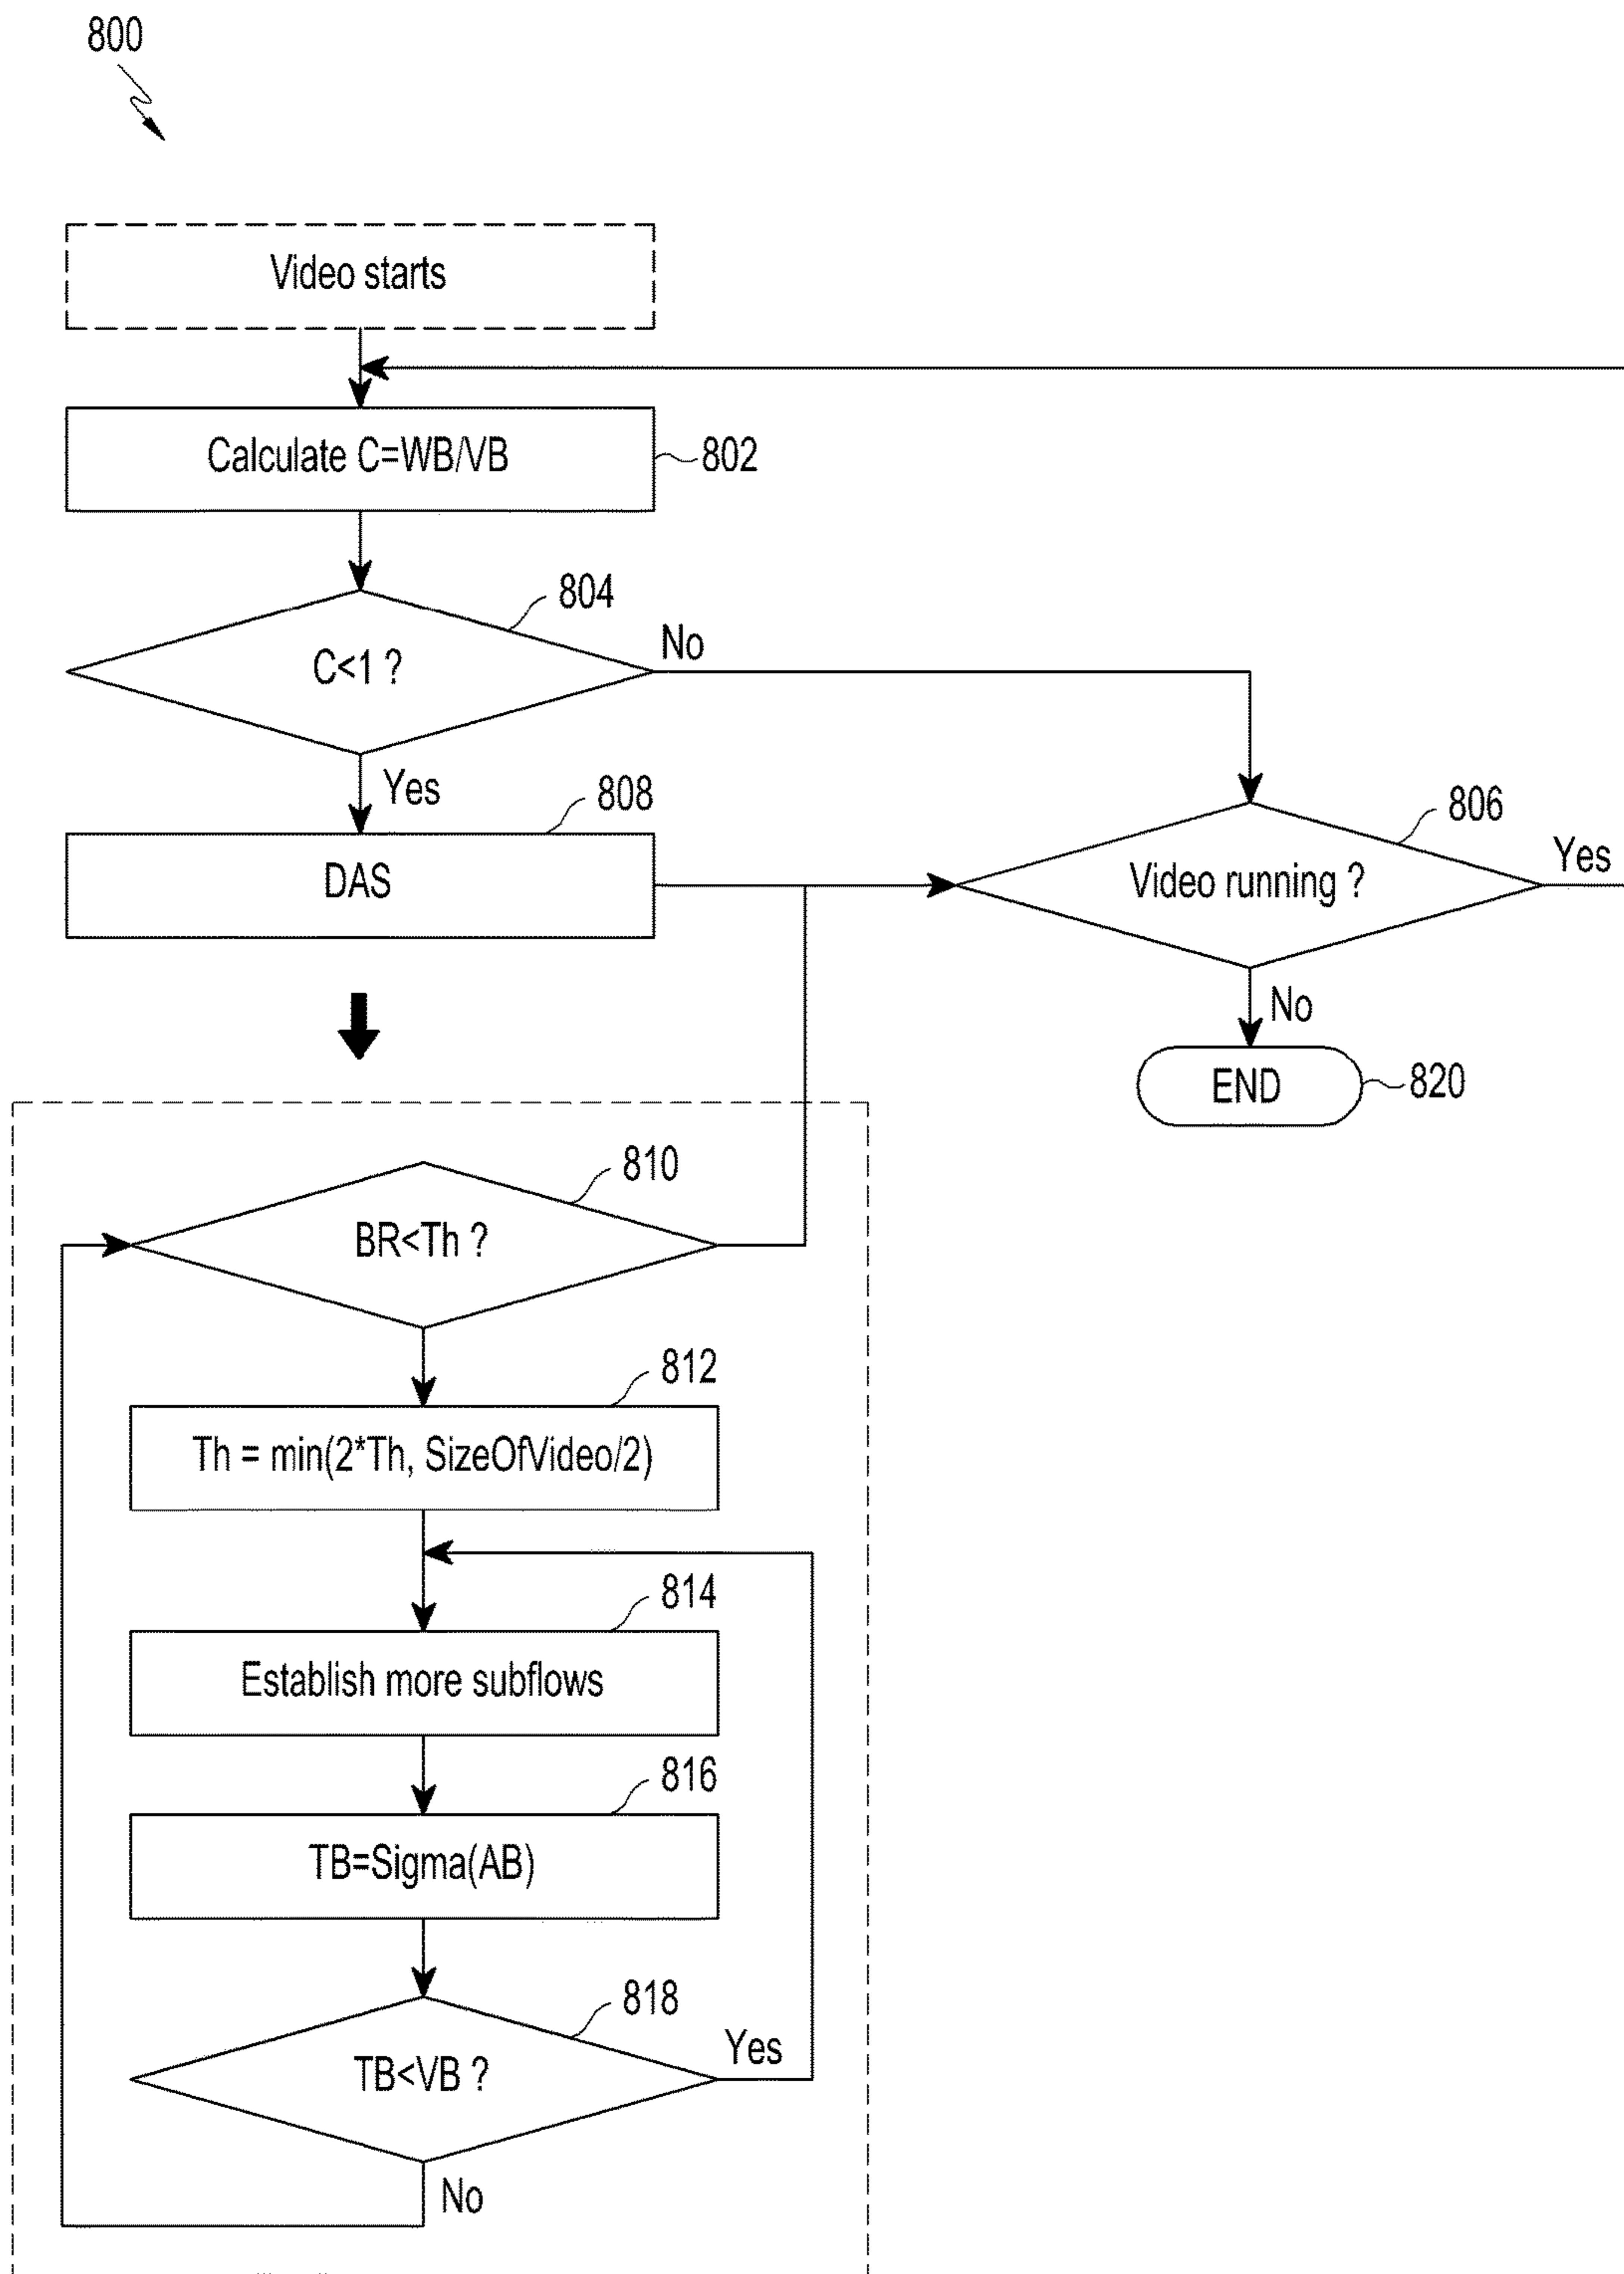 800
Video starts
Calculate C=WB/VB
802
804
C<1 ?
No
Yes
808
DAS
806
Video running ?
Yes
No
END
820
810
BR<Th ?
812
Th = min(2*Th, SizeOfVideo/2)
814
Establish more subflows
816
TB=Sigma(AB)
818
TB<VB ?
Yes
No